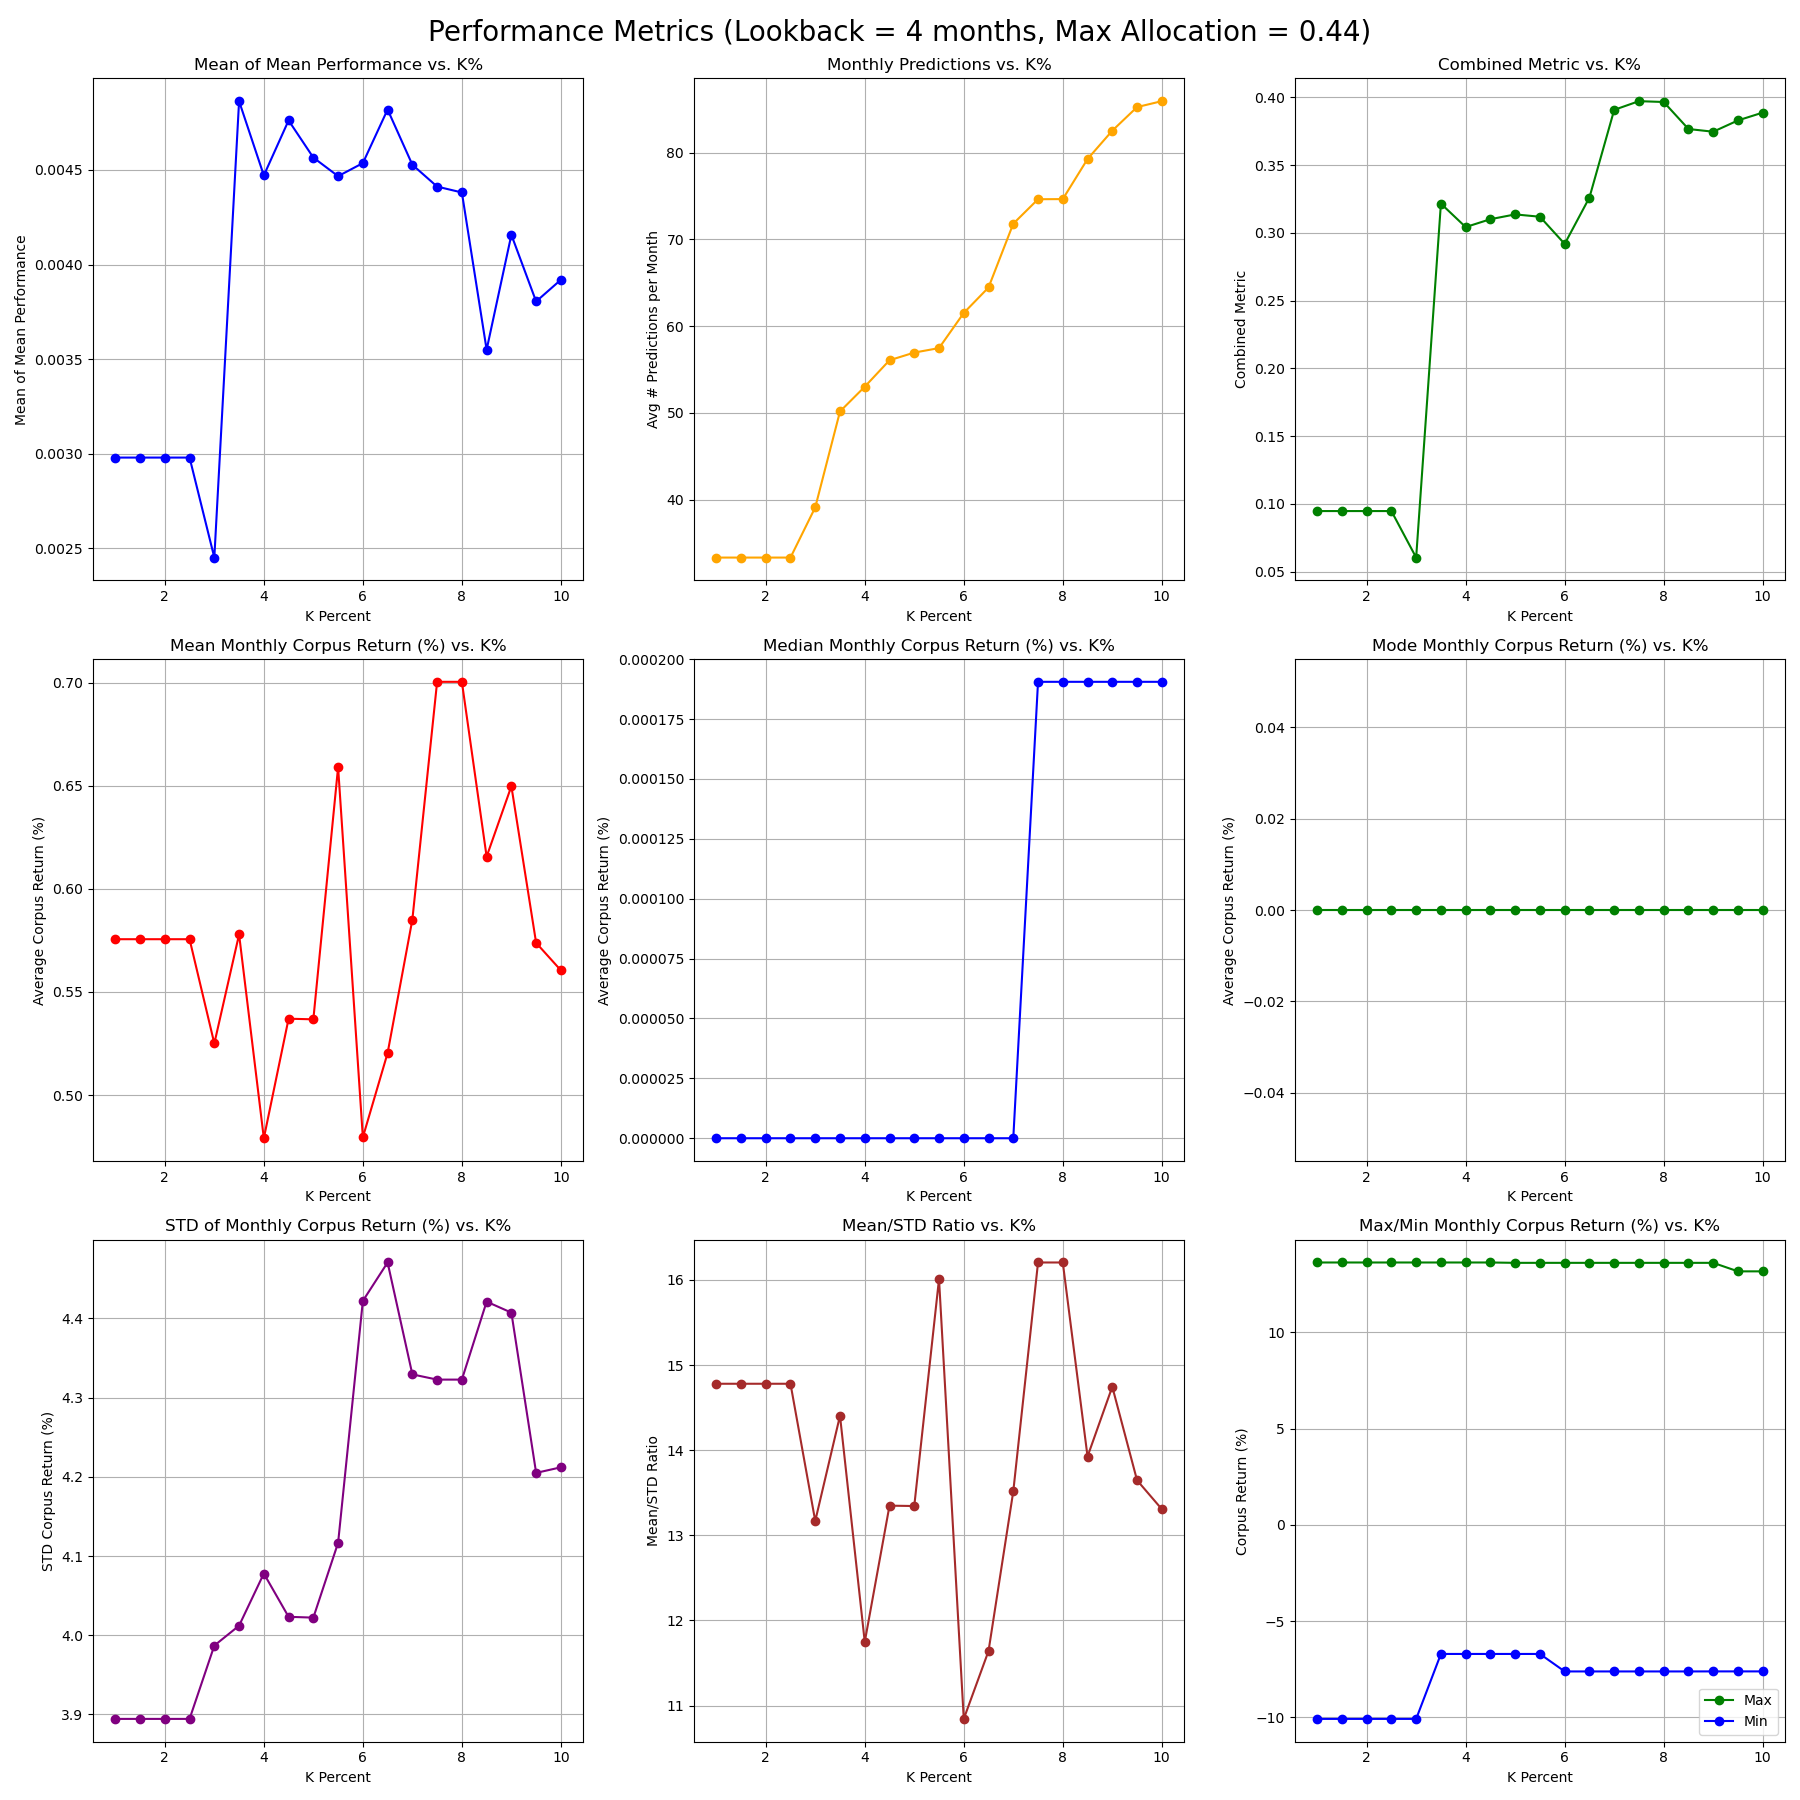 Performance Metrics (Lookback = 4 months, Max Allocation = 0.44)
Mean of Mean Performance vs. K%
Mean of Mean Performance
0.0045
0.0040
0.0035
0.0030
0.0025
2 4 6 8 10
K Percent
Monthly Predictions vs. K%
Avg # Predictions per Month
80
70
60
50
40
2 4 6 8 10
K Percent
Combined Metric vs. K%
Combined Metric
0.40
0.35
0.30
0.25
0.20
0.15
0.10
0.05
2 4 6 8 10
K Percent
Mean Monthly Corpus Return (%) vs. K%
Average Corpus Return (%)
0.70
0.65
0.60
0.55
0.50
2 4 6 8 10
K Percent
Median Monthly Corpus Return (%) vs. K%
Average Corpus Return (%)
0.000200
0.000175
0.000150
0.000125
0.000100
0.000075
0.000050
0.000025
0.000000
2 4 6 8 10
K Percent
Mode Monthly Corpus Return (%) vs. K%
Average Corpus Return (%)
0.04
0.02
0.00
−0.02
−0.04
2 4 6 8 10
K Percent
STD of Monthly Corpus Return (%) vs. K%
STD Corpus Return (%)
4.4
4.3
4.2
4.1
4.0
3.9
2 4 6 8 10
K Percent
Mean/STD Ratio vs. K%
Mean/STD Ratio
16
15
14
13
12
11
2 4 6 8 10
K Percent
Max/Min Monthly Corpus Return (%) vs. K%
Corpus Return (%)
10
5
0
−5
−10
Max
Min
2 4 6 8 10
K Percent